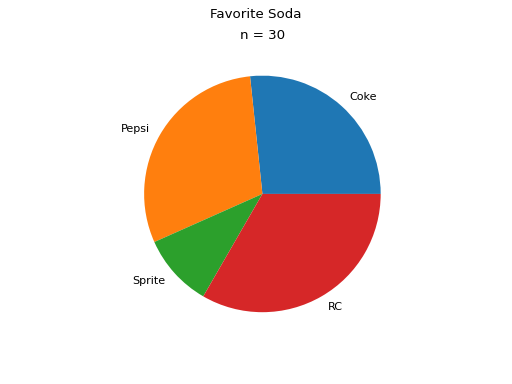 Favorite Soda
n = 30
Coke
Pepsi
Sprite
RC